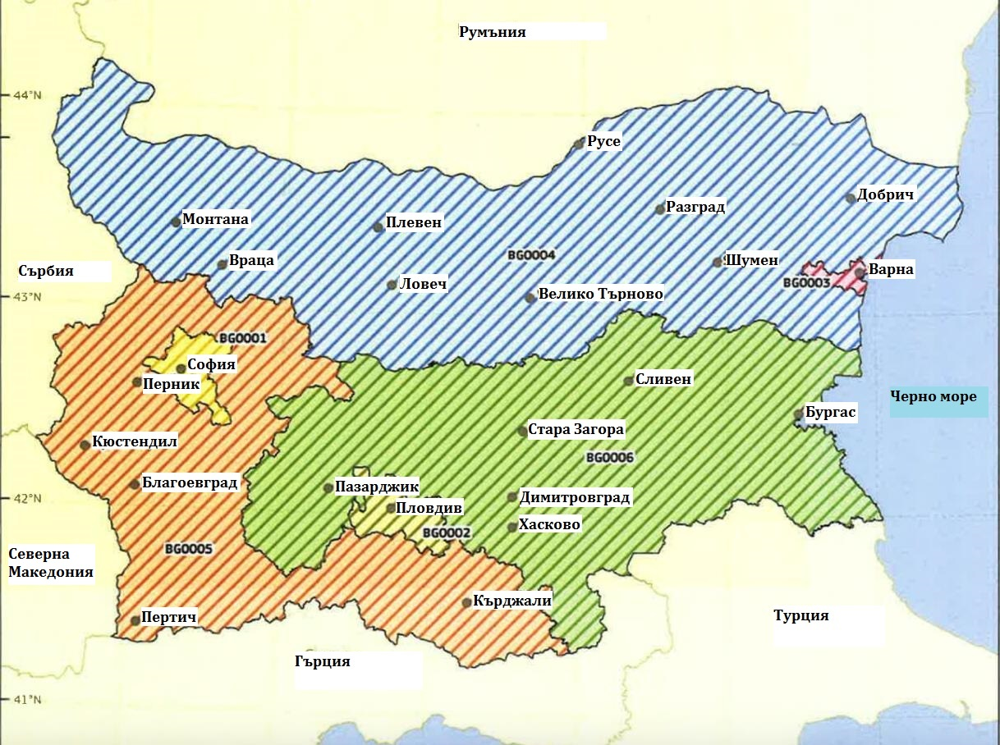 Румъния
44°N
Русе
Добрич
Разград
Монтана
Плевен
BG0004
Враца
Шумен
Сърбия
Варна
Ловеч
BG0003
Велико Търново
43°N
BG0001
София
Перник
Сливен
Черно море
Бургас
Стара Загора
Кюстендил
BG0006
Благоевград
Пазарджик
42°N
Димитровград
Пловдив
Хасково
BG0002
BG0005
Северна
Македония
Кърджали
Пертич
Турция
Гърция
41°N